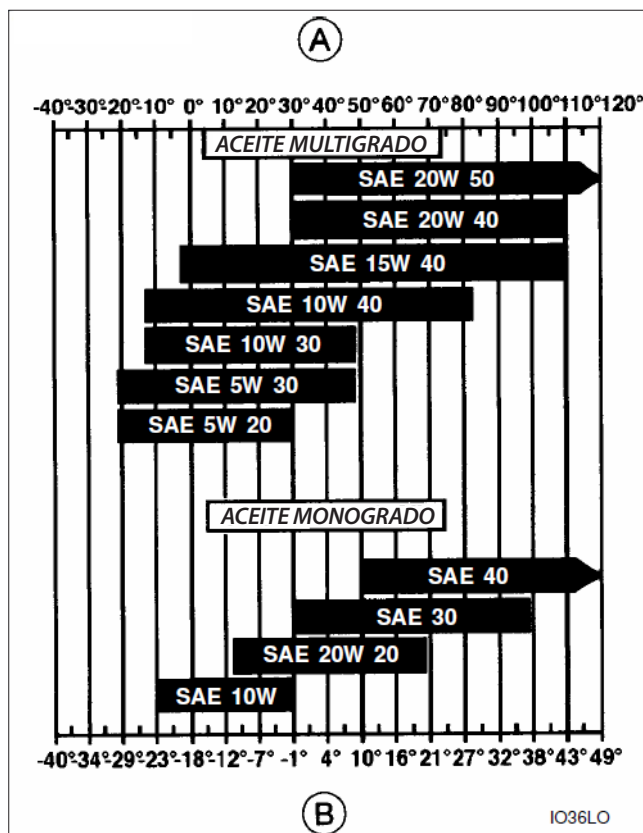 A
-40° -30° -20° -10° 0° 10° 20° 30° 40° 50° 60° 70° 80° 90° 100° 110° 120°
ACEITE MULTIGRADO
SAE 20W 50
SAE 20W 40
SAE 15W 40
SAE 10W 40
SAE 10W 30
SAE 5W 30
SAE 5W 20
ACEITE MONOGRADO
SAE 40
SAE 30
SAE 20W 20
SAE 10W
-40° -34° -29° -23° -18° -12° -7° -1° 4° 10° 16° 21° 27° 32° 38° 43° 49°
B
IO36LO